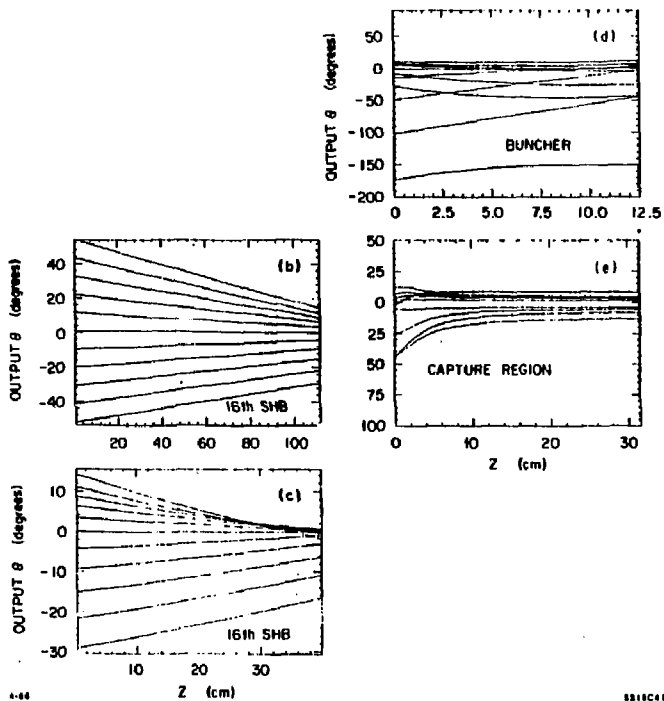 (d)
OUTPUT θ (degrees)
50
0
-50
-100
-150
-200
BUNCHER
0 2.5 5.0 7.5 10.0 12.5
(b)
OUTPUT θ (degrees)
40
20
0
-20
-40
16th SHB
20 40 60 80 100
(e)
OUTPUT θ (degrees)
50
25
0
25
50
75
100
CAPTURE REGION
0 10 20 30
Z (cm)
(c)
OUTPUT θ (degrees)
10
0
-10
-20
-30
16th SHB
10 20 30
Z (cm)